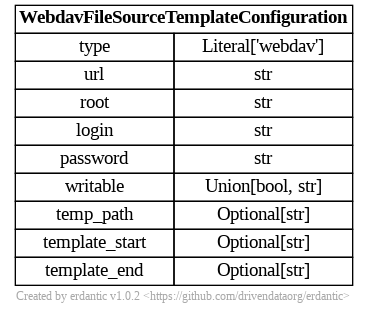 WebdavFileSourceTemplateConfiguration
type Literal['webdav']
url str
root str
login str
password str
writable Union[bool, str]
temp_path Optional[str]
template_start Optional[str]
template_end Optional[str]
Created by erdantic v1.0.2 <https://github.com/drivendataorg/erdantic>